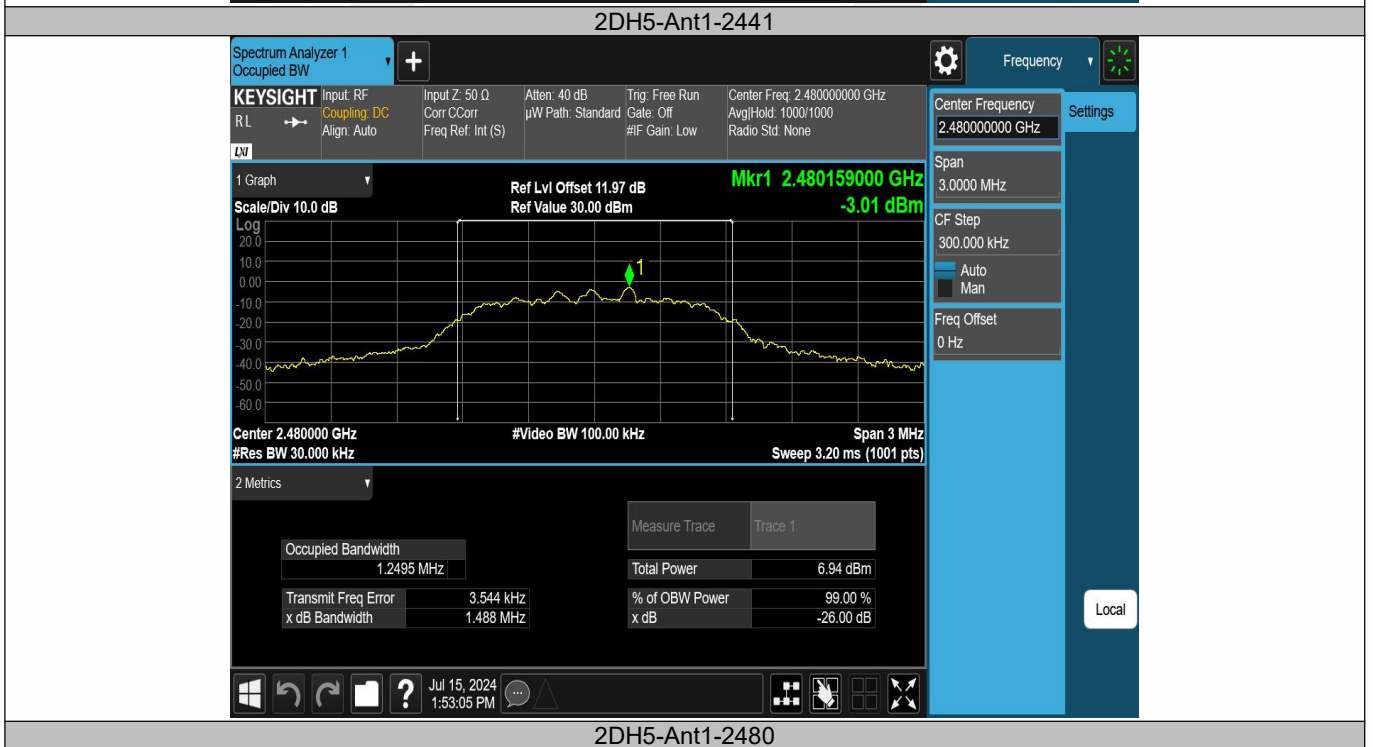 2DH5-Ant1-2441
Spectrum Analyzer 1
Occupied BW
+
Frequency
KEYSIGHT
RL
LXI
Input: RF
Coupling: DC
Align: Auto
Input Z: 50 Ω
Corr CCorr
Freq Ref: Int (S)
Atten: 40 dB
µW Path: Standard
Trig: Free Run
Gate: Off
#IF Gain: Low
Center Freq: 2.480000000 GHz
Avg|Hold: 1000/1000
Radio Std: None
Center Frequency
2.480000000 GHz
Settings
Span
3.0000 MHz
CF Step
300.000 kHz
Auto
Man
Freq Offset
0 Hz
Local
1 Graph
Scale/Div 10.0 dB
Ref Lvl Offset 11.97 dB
Ref Value 30.00 dBm
Mkr1 2.480159000 GHz
-3.01 dBm
Log
20.0
10.0
0.00
-10.0
-20.0
-30.0
-40.0
-50.0
-60.0
1
Center 2.480000 GHz
#Video BW 100.00 kHz
Span 3 MHz
#Res BW 30.000 kHz
Sweep 3.20 ms (1001 pts)
2 Metrics
Measure Trace Trace 1
Occupied Bandwidth
1.2495 MHz
Total Power 6.94 dBm
Transmit Freq Error 3.544 kHz
% of OBW Power 99.00 %
x dB Bandwidth 1.488 MHz
x dB -26.00 dB
?
Jul 15, 2024
1:53:05 PM
2DH5-Ant1-2480